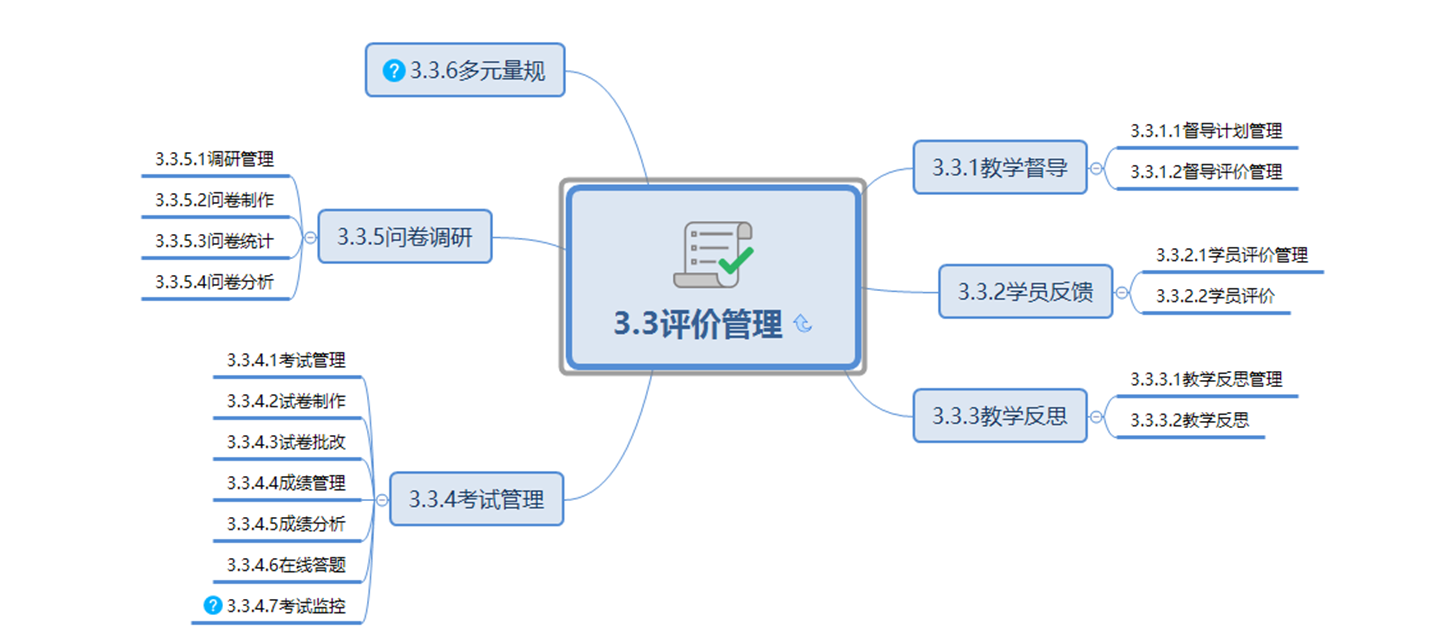 3.3评价管理
3.3.1教学督导
3.3.1.1督导计划管理
3.3.1.2督导评价管理
3.3.2学员反馈
3.3.2.1学员评价管理
3.3.2.2学员评价
3.3.3教学反思
3.3.3.1教学反思管理
3.3.3.2教学反思
3.3.4考试管理
3.3.4.1考试管理
3.3.4.2试卷制作
3.3.4.3试卷批改
3.3.4.4成绩管理
3.3.4.5成绩分析
3.3.4.6在线答题
? 3.3.4.7考试监控
3.3.5问卷调研
3.3.5.1调研管理
3.3.5.2问卷制作
3.3.5.3问卷统计
3.3.5.4问卷分析
? 3.3.6多元量规